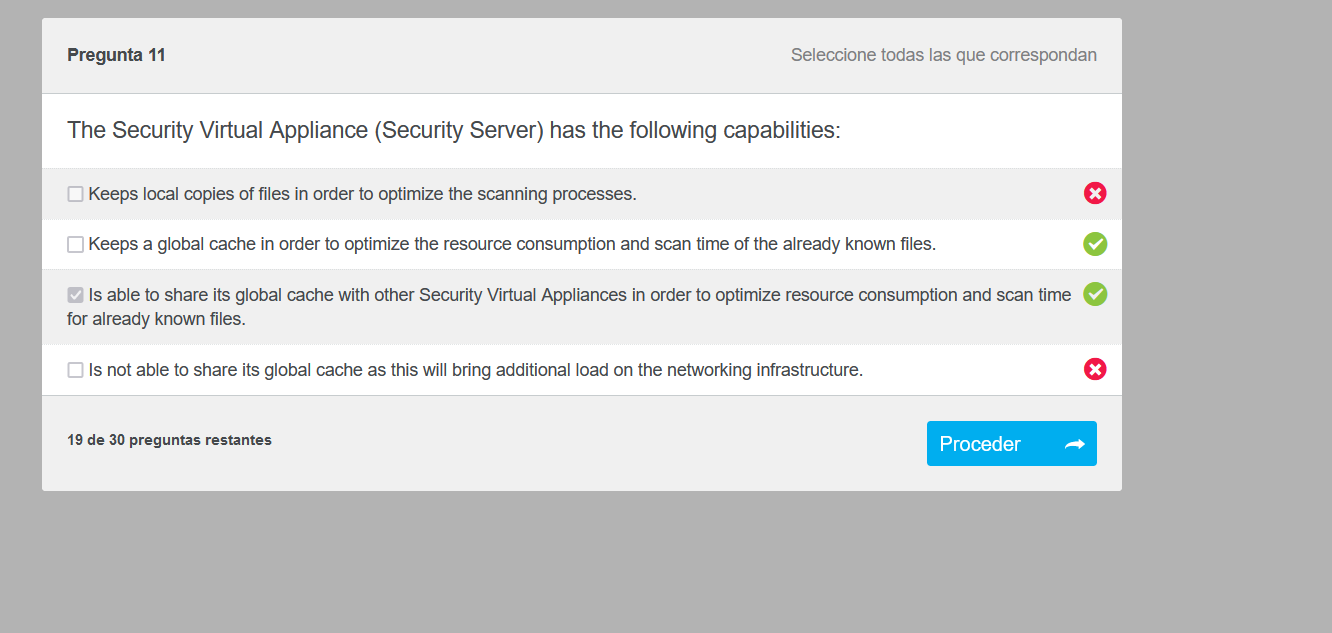 Pregunta 11
Seleccione todas las que correspondan
The Security Virtual Appliance (Security Server) has the following capabilities:
Keeps local copies of files in order to optimize the scanning processes.
Keeps a global cache in order to optimize the resource consumption and scan time of the already known files.
Is able to share its global cache with other Security Virtual Appliances in order to optimize resource consumption and scan time
for already known files.
Is not able to share its global cache as this will bring additional load on the networking infrastructure.
19 de 30 preguntas restantes
Proceder